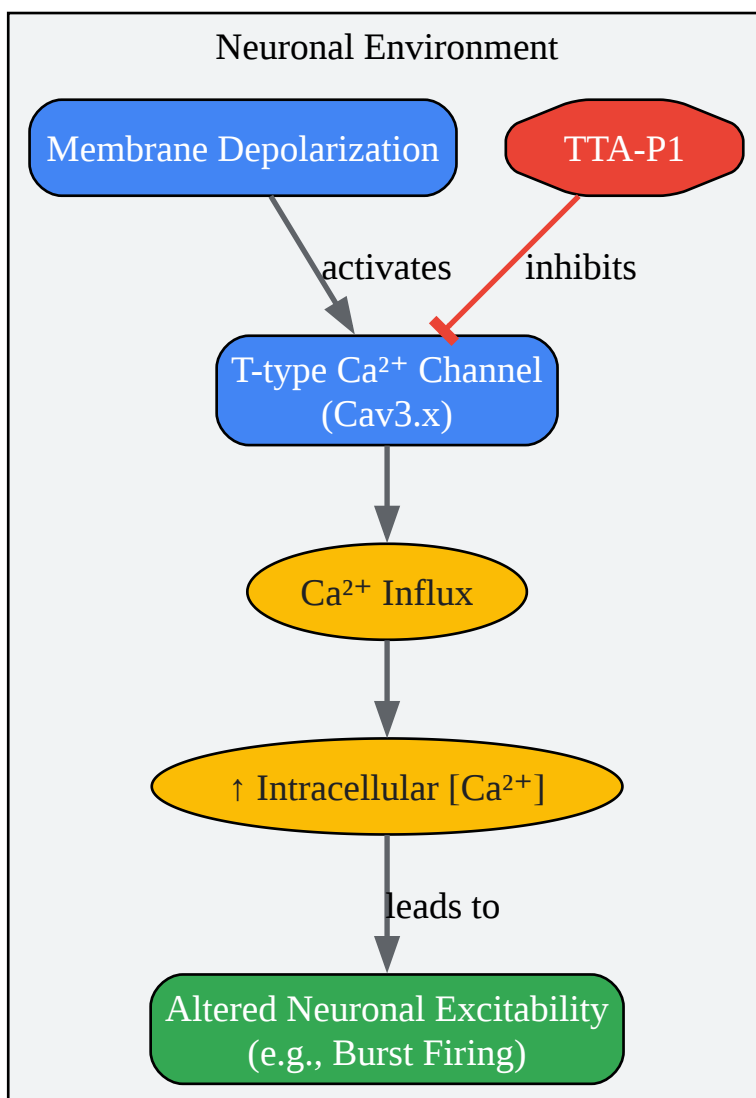 Neuronal Environment
Membrane Depolarization
TTA-P1
activates
inhibits
T-type Ca²⁺ Channel
(Cav3.x)
Ca²⁺ Influx
↑ Intracellular [Ca²⁺]
leads to
Altered Neuronal Excitability
(e.g., Burst Firing)